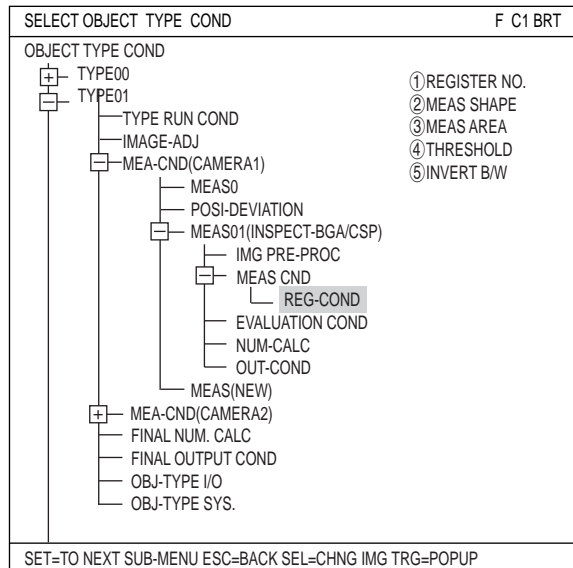 SELECT OBJECT TYPE COND F C1 BRT
OBJECT TYPE COND
TYPE00
TYPE01
TYPE RUN COND
IMAGE-ADJ
MEA-CND(CAMERA1)
MEAS0
POSI-DEVIATION
MEAS01(INSPECT-BGA/CSP)
IMG PRE-PROC
MEAS CND
REG-COND
EVALUATION COND
NUM-CALC
OUT-COND
MEAS(NEW)
MEA-CND(CAMERA2)
FINAL NUM. CALC
FINAL OUTPUT COND
OBJ-TYPE I/O
OBJ-TYPE SYS.
①REGISTER NO.
②MEAS SHAPE
③MEAS AREA
④THRESHOLD
⑤INVERT B/W
SET=TO NEXT SUB-MENU ESC=BACK SEL=CHNG IMG TRG=POPUP